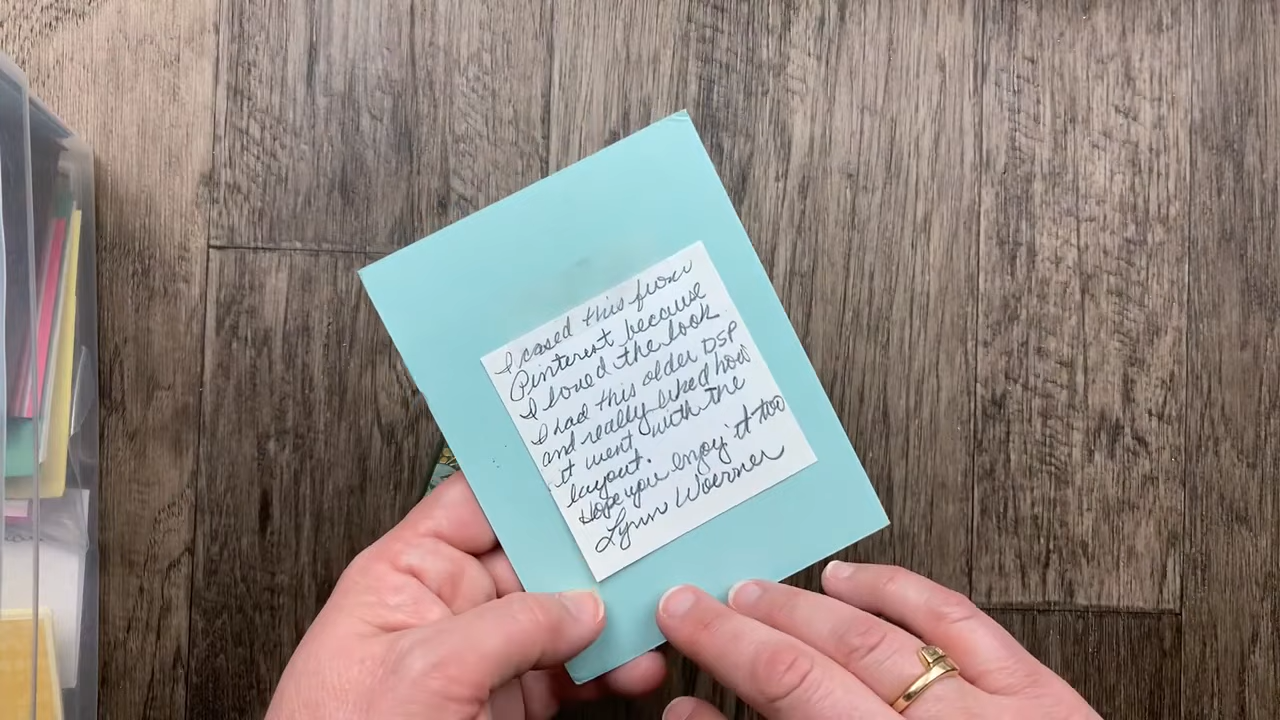 I cased this from
Pinterest because
I loved the look
I had this older DSP
and really liked how
it went with the
layout.
Hope you enjoy it too
Lynn Woerner